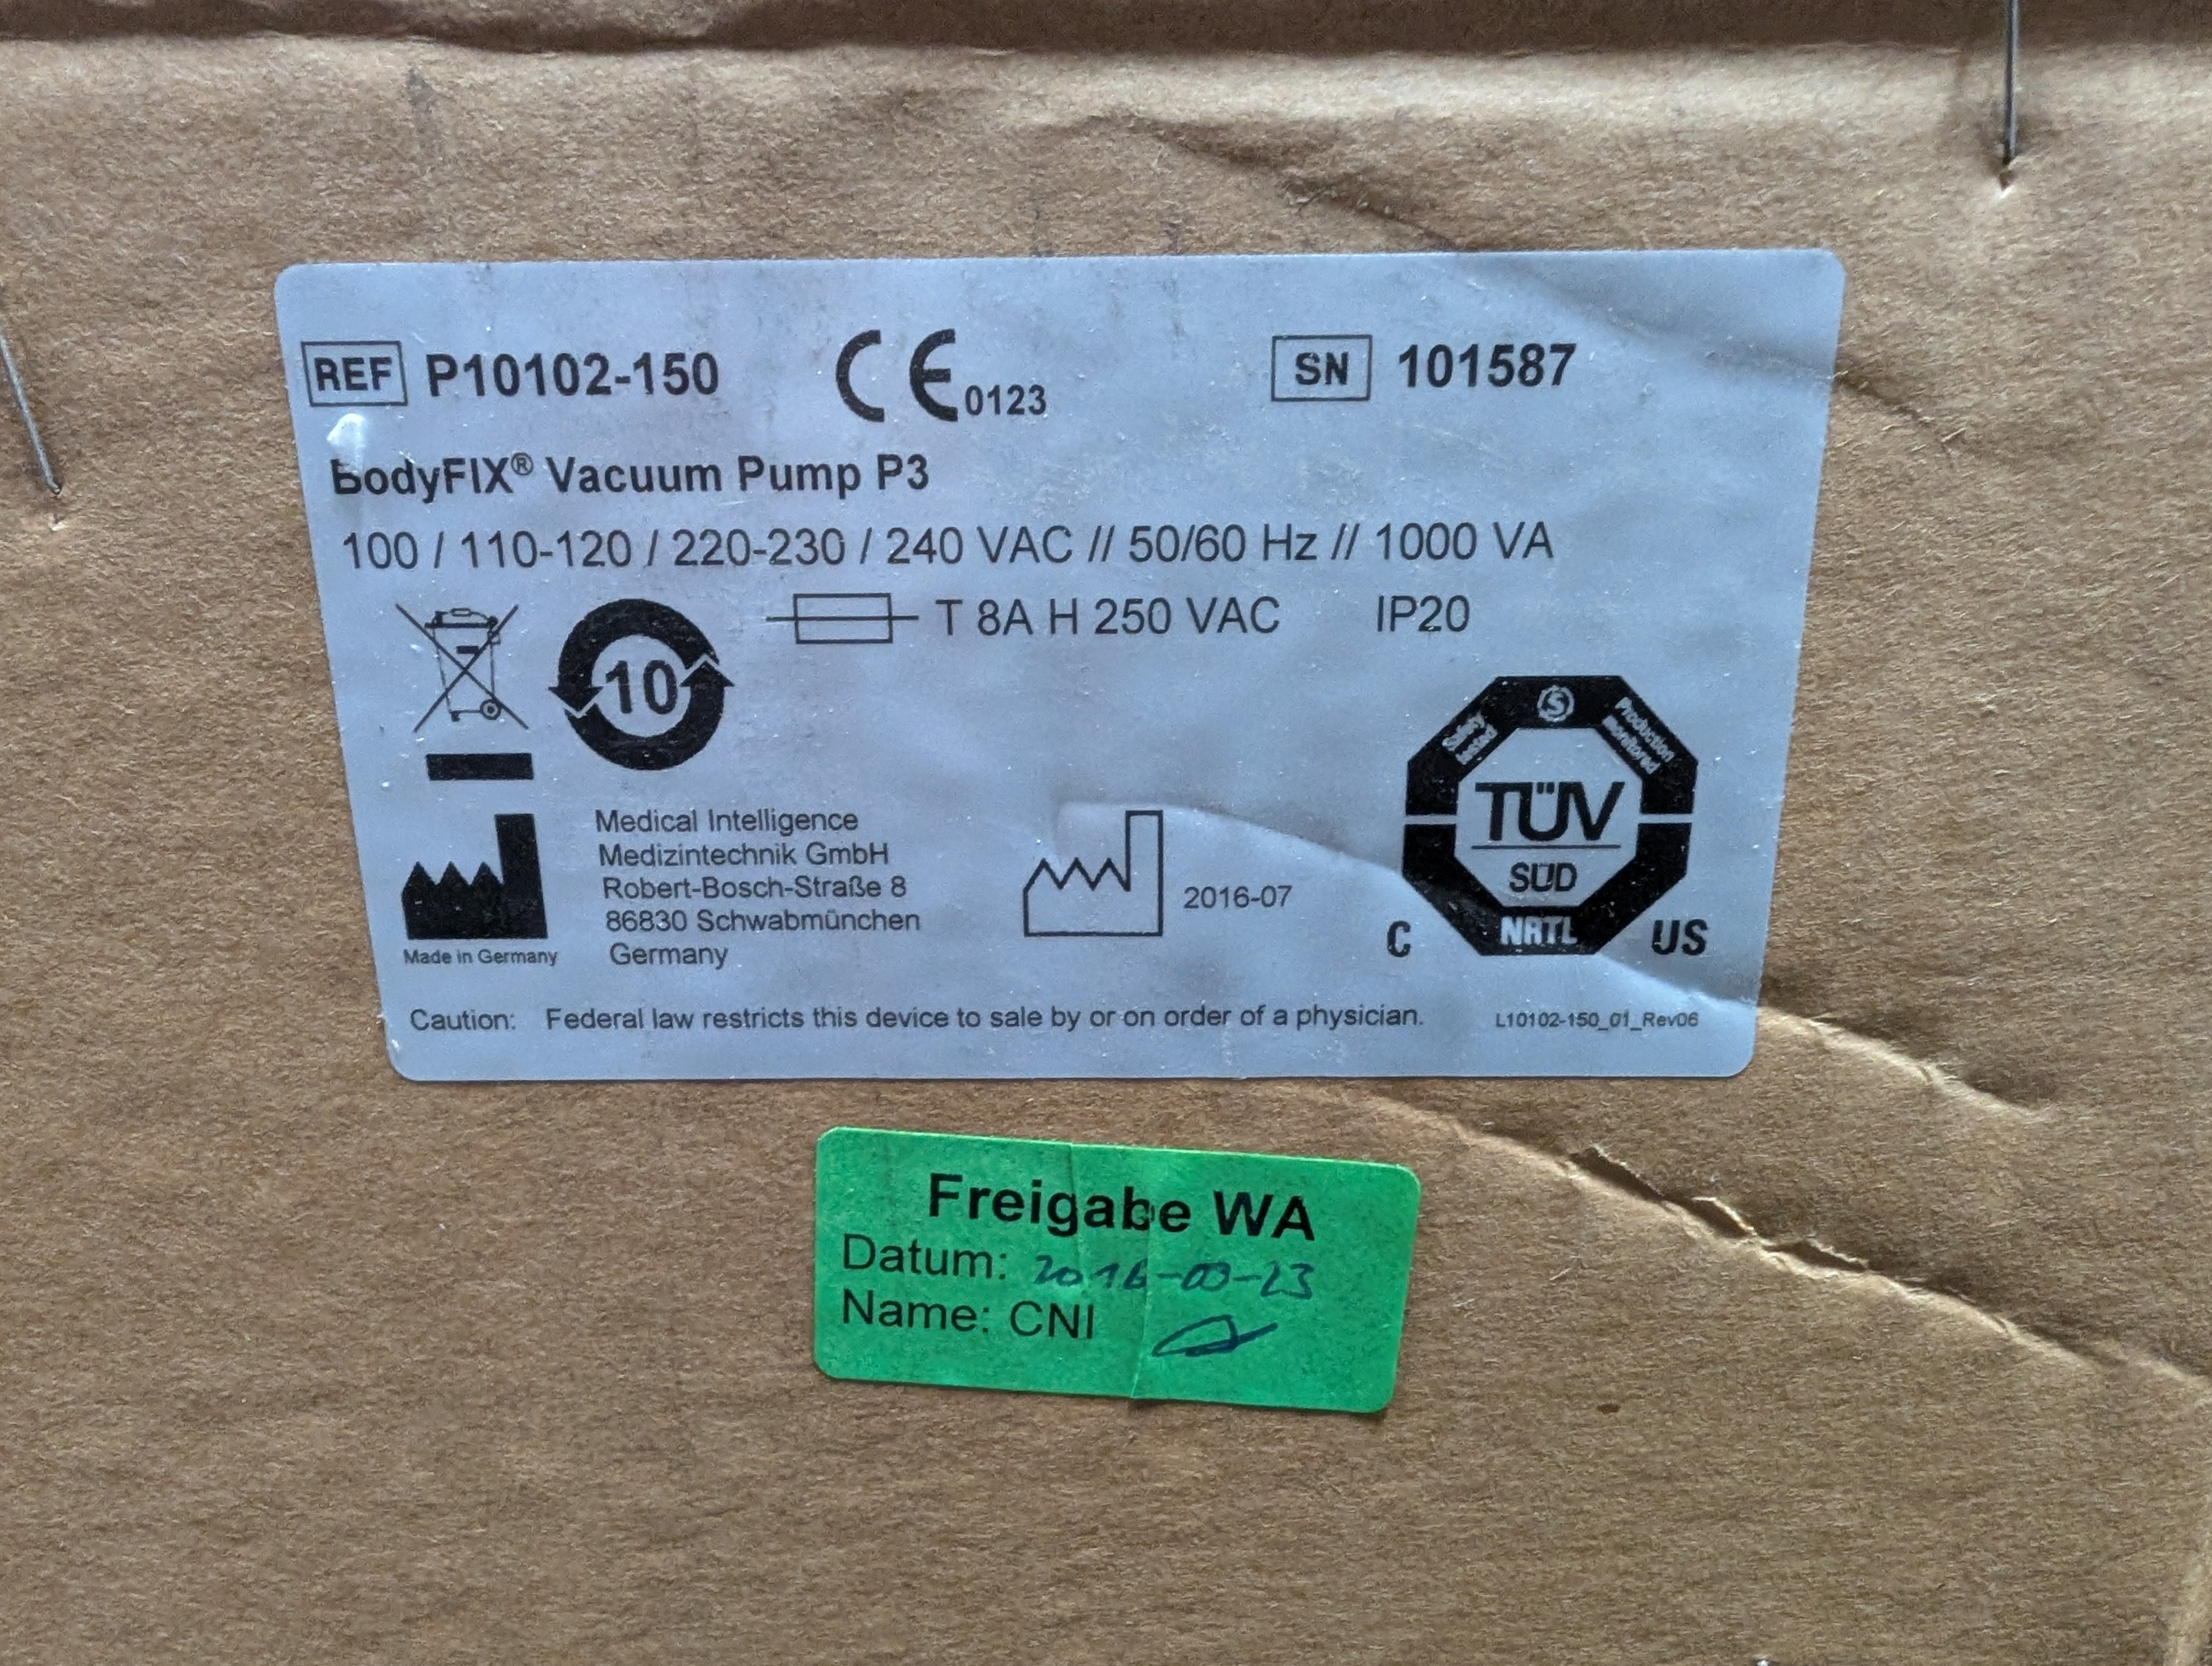 REF P10102-150 CE 0123 SN 101587
BodyFIX® Vacuum Pump P3
100 / 110-120 / 220-230 / 240 VAC // 50/60 Hz // 1000 VA
T 8A H 250 VAC IP20
10
Production
monitored
TÜV
SÜD
NRTL
C US
Medical Intelligence
Medizintechnik GmbH
Robert-Bosch-Straße 8
86830 Schwabmünchen
Germany
Made in Germany
2016-07
Caution: Federal law restricts this device to sale by or on order of a physician. L10102-150_01_Rev06
Freigabe WA
Datum:
Name: CNI